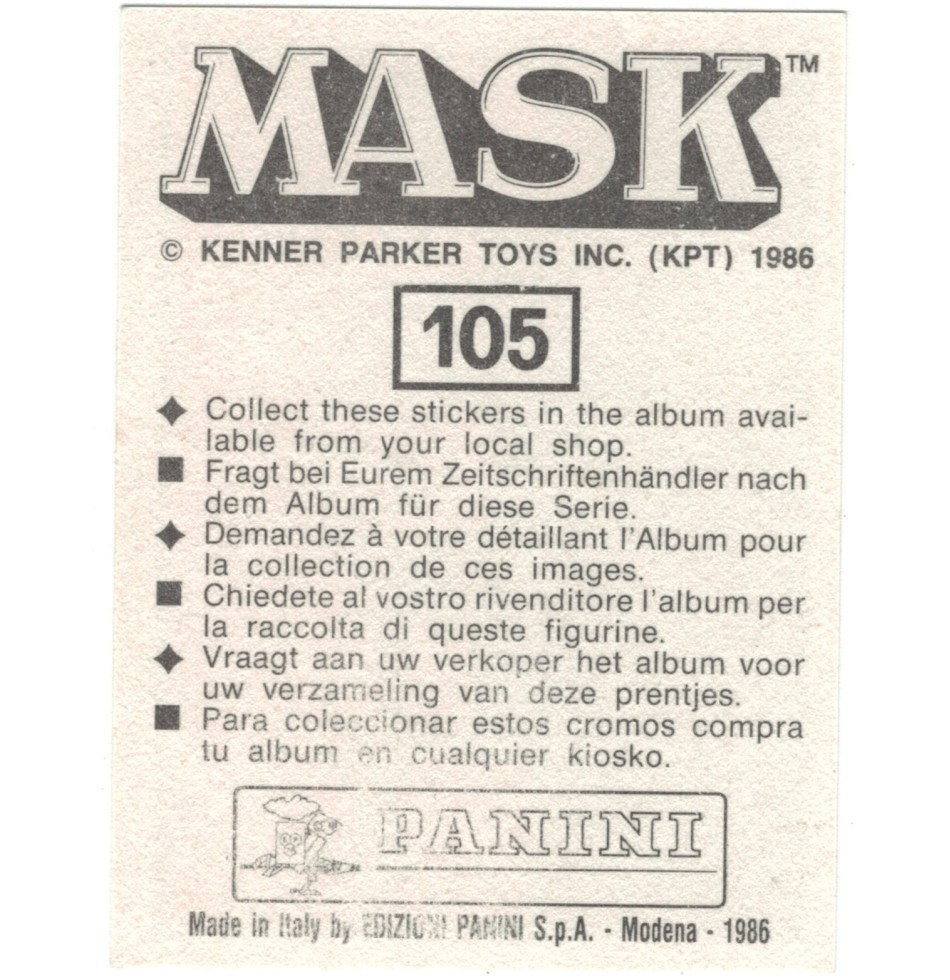 MASK™
© KENNER PARKER TOYS INC. (KPT) 1986
105
◆ Collect these stickers in the album avai-
lable from your local shop.
■ Fragt bei Eurem Zeitschriftenhändler nach
dem Album für diese Serie.
◆ Demandez à votre détaillant l'Album pour
la collection de ces images.
■ Chiedete al vostro rivenditore l'album per
la raccolta di queste figurine.
◆ Vraagt aan uw verkoper het album voor
uw verzameling van deze prentjes.
■ Para coleccionar estos cromos compra
tu album en cualquier kiosko.
PANINI
Made in Italy by EDIZIONI PANINI S.p.A. - Modena - 1986